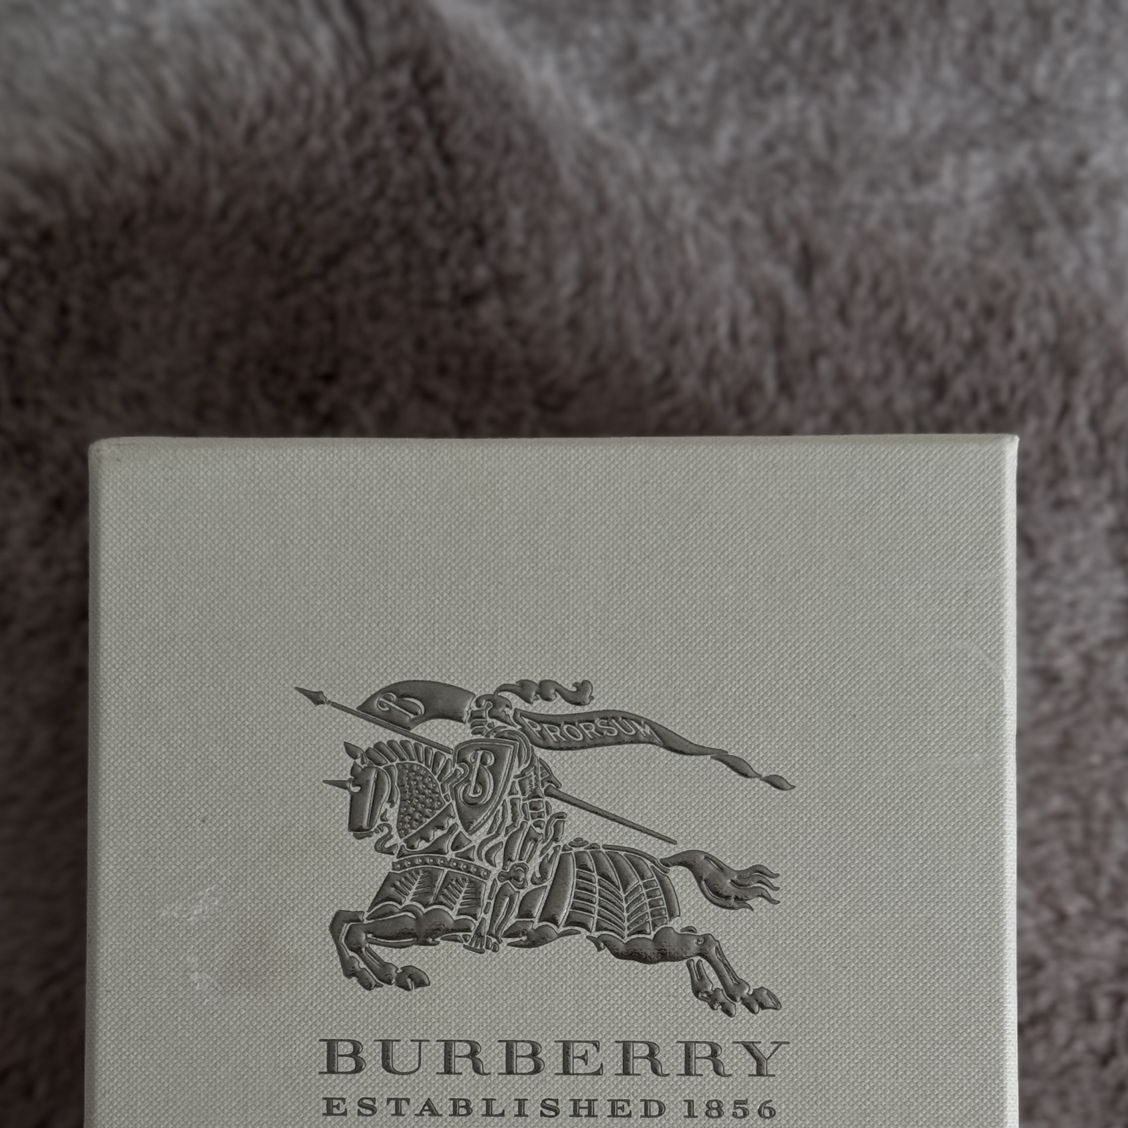 B
PRORSUM
B
BURBERRY
ESTABLISHED 1856